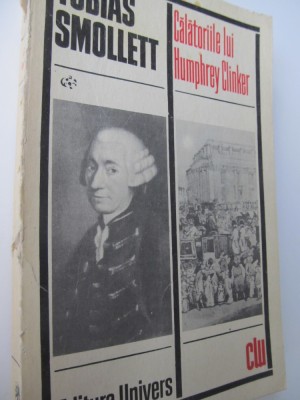 TOBIAS
SMOLLETT
Călătoriile lui
Humphrey Clinker
Editura Univers
clu